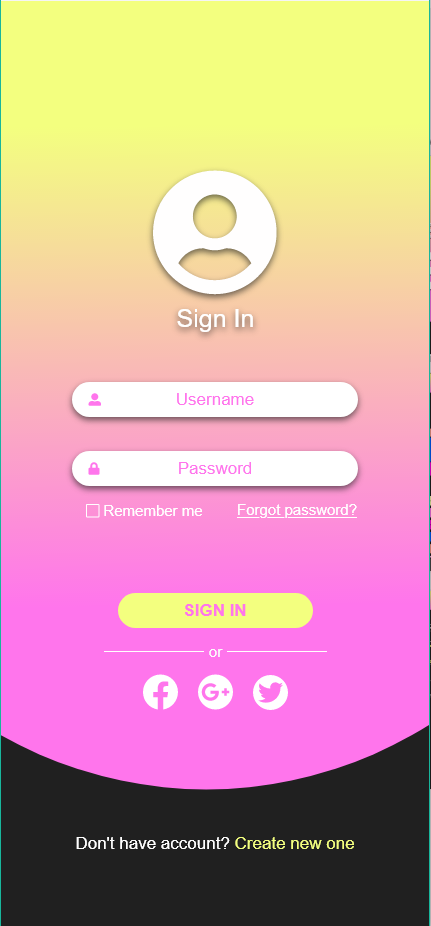 Sign In
Username
Password
Remember me Forgot password?
SIGN IN
or
Don't have account? Create new one